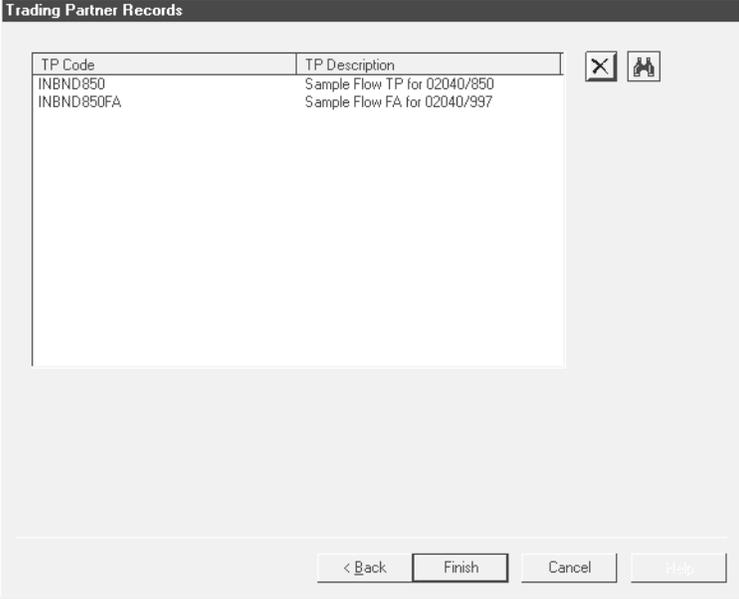 Trading Partner Records
TP Code TP Description
INBND850 Sample Flow TP for 02040/850
INBND850FA Sample Flow FA for 02040/997
< Back Finish Cancel Help